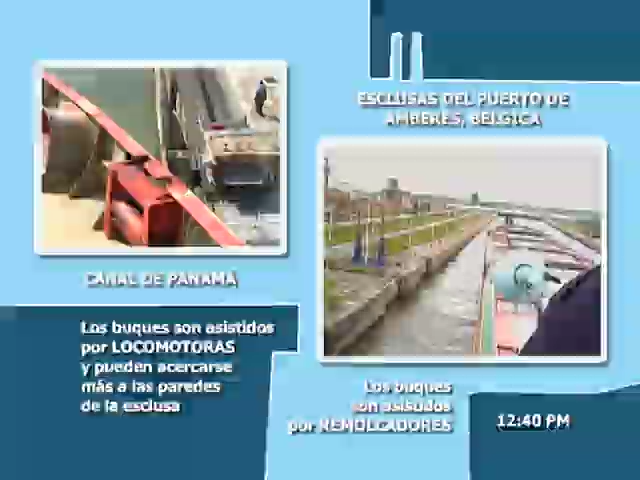 ESCLUSAS DEL PUERTO DE
AMBERES, BELGICA
CANAL DE PANAMA
Los buques son asistidos
por LOCOMOTORAS
y pueden acercarse
más a las paredes
de la esclusa
Los buques
son asistidos
por REMOLCADORES
12:40 PM